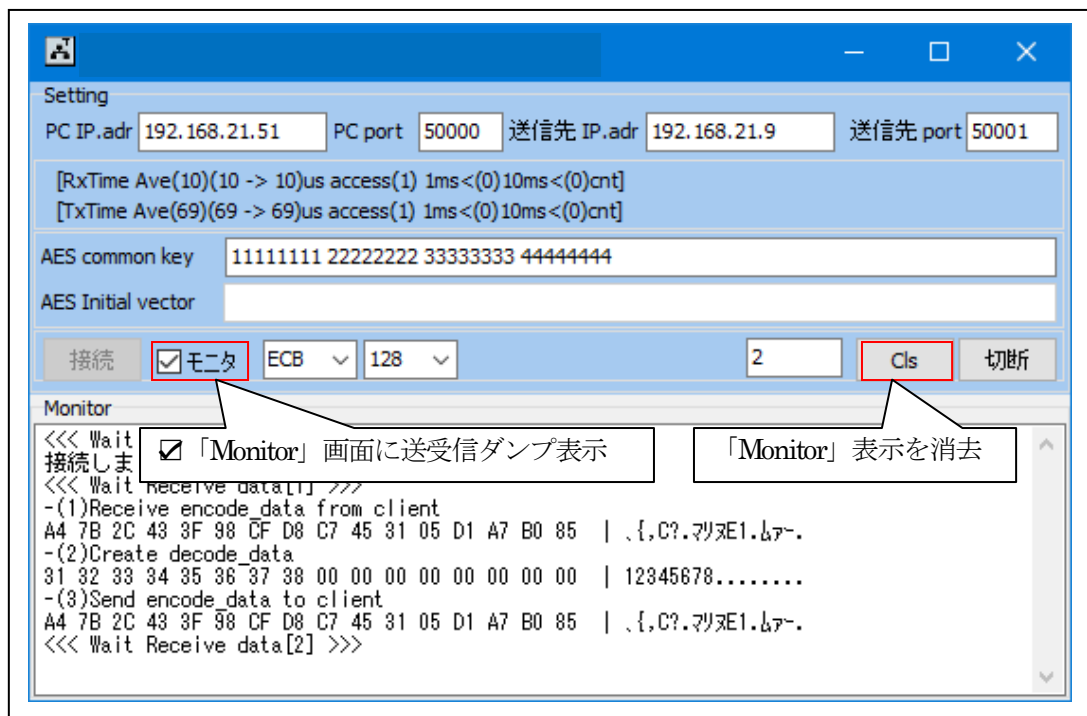 Setting
PC IP.adr 192.168.21.51 PC port 50000 送信先 IP.adr 192.168.21.9 送信先 port 50001
[RxTime Ave(10)(10 -> 10)us access(1) 1ms<(0)10ms<(0)cnt]
[TxTime Ave(69)(69 -> 69)us access(1) 1ms<(0)10ms<(0)cnt]
AES common key 11111111 22222222 33333333 44444444
AES Initial vector
接続 モニタ ECB 128 2 Cls 切断
Monitor
<<< Wait
接続しま
☑「Monitor」画面に送受信ダンプ表示
「Monitor」表示を消去
<<< Wait Receive data[1] >>>
-(1)Receive encode_data from client
A4 7B 2C 43 3F 98 CF D8 C7 45 31 05 D1 A7 B0 85 | 、{,C?.マリヌE1.ムァー.
-(2)Create decode_data
31 32 33 34 35 36 37 38 00 00 00 00 00 00 00 00 | 12345678........
-(3)Send encode_data to client
A4 7B 2C 43 3F 98 CF D8 C7 45 31 05 D1 A7 B0 85 | 、{,C?.マリヌE1.ムァー.
<<< Wait Receive data[2] >>>